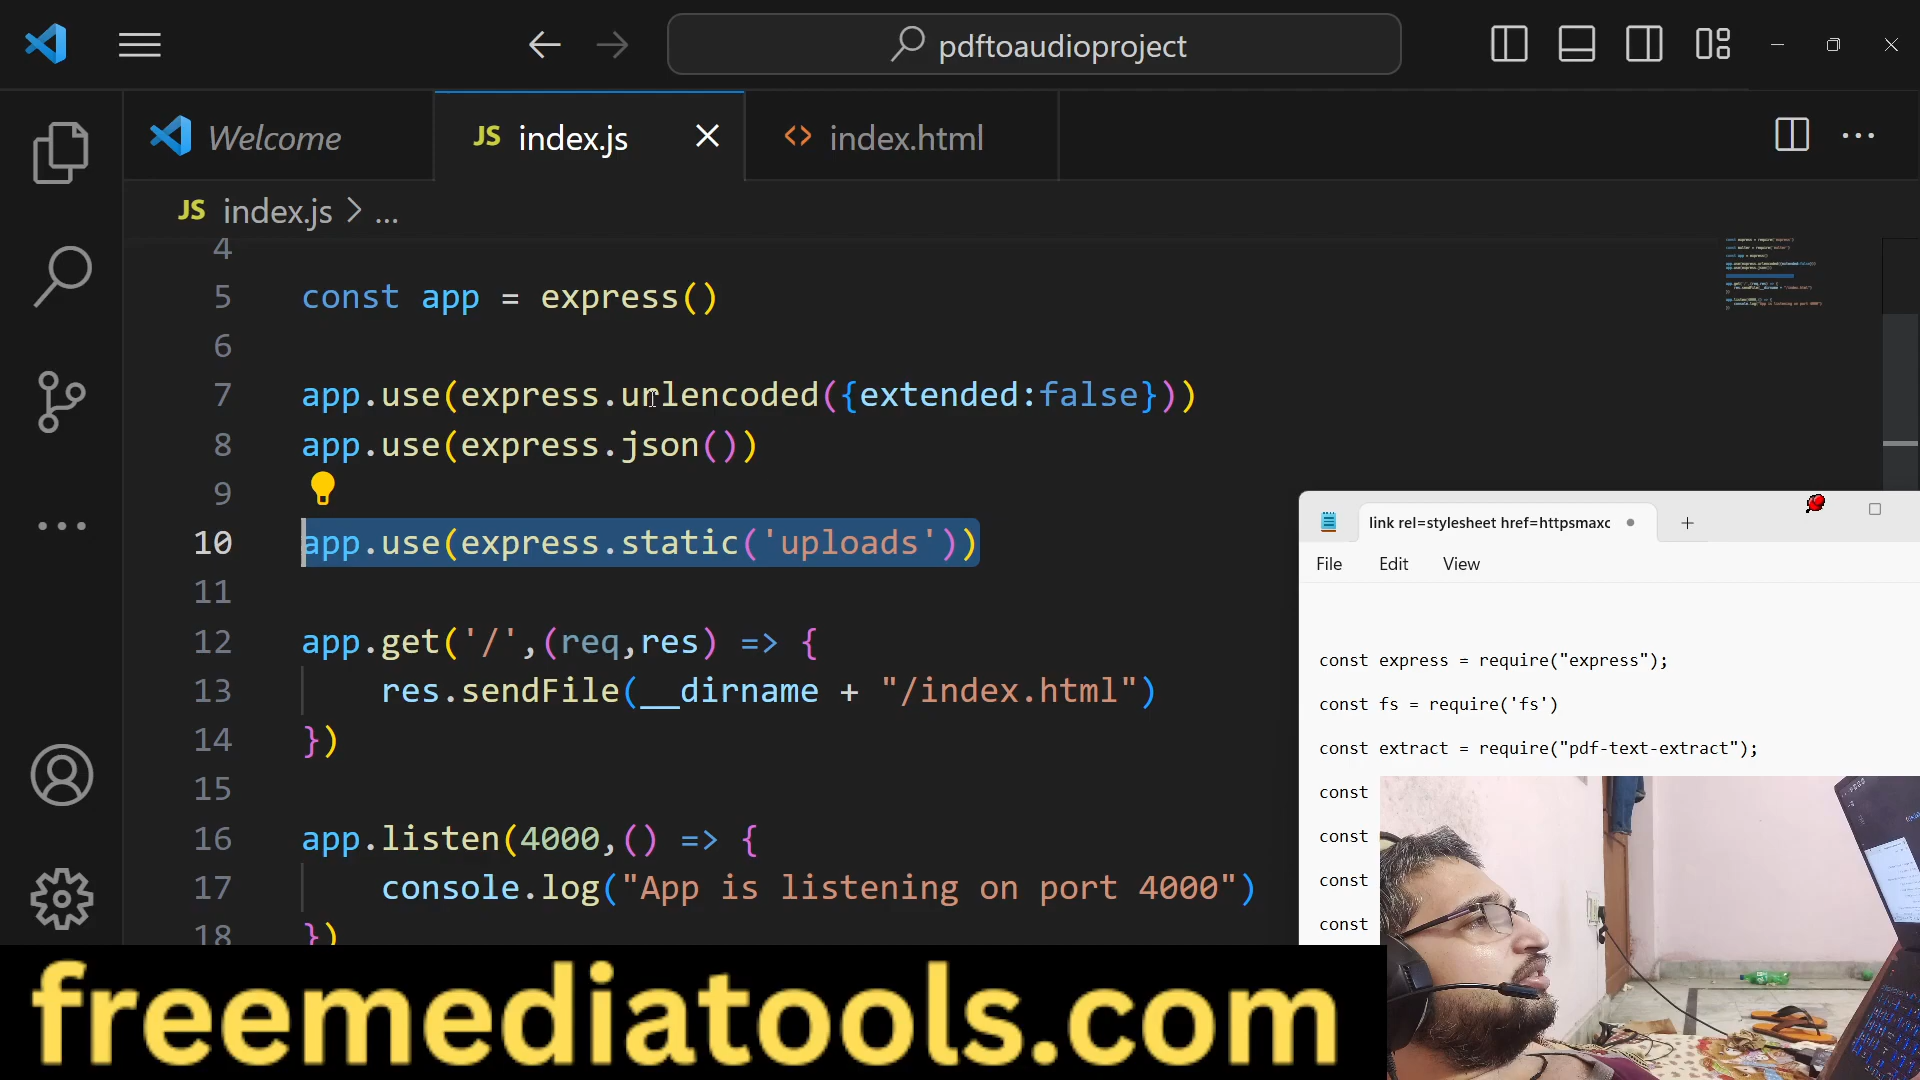 pdftoaudioproject
Welcome
JS index.js
<> index.html
JS index.js > ...
4
5 const app = express()
6
7 app.use(express.urlencoded({extended:false}))
8 app.use(express.json())
9
10 app.use(express.static('uploads'))
11
12 app.get('/',(req,res) => {
13 res.sendFile(__dirname + "/index.html")
14 })
15
16 app.listen(4000,() => {
17 console.log("App is listening on port 4000")
18 })
link rel=stylesheet href=httpsmaxc
File Edit View
const express = require("express");
const fs = require('fs')
const extract = require("pdf-text-extract");
const
const
const
const
freemediatools.com